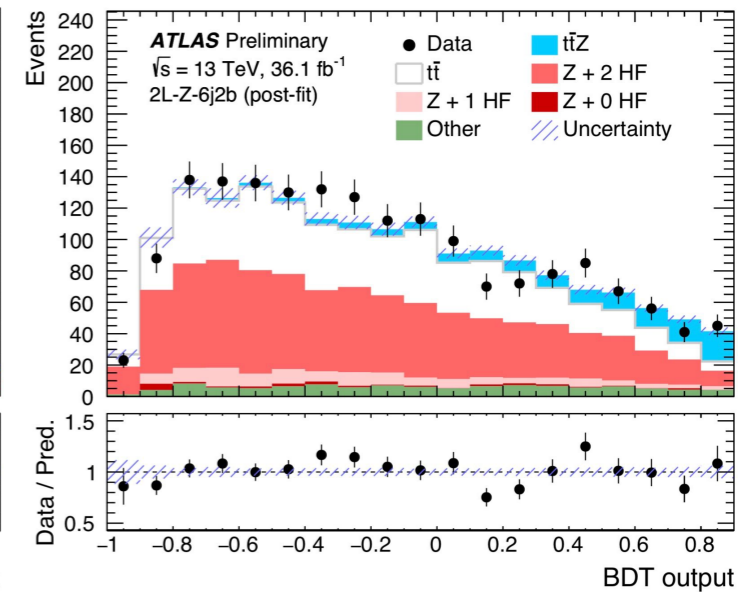 Events
240
220
200
180
160
140
120
100
80
60
40
20
0
ATLAS Preliminary
√s = 13 TeV, 36.1 fb⁻¹
2L-Z-6j2b (post-fit)
Data
tt̄Z
tt̄
Z + 2 HF
Z + 1 HF
Z + 0 HF
Other
Uncertainty
Data / Pred.
1.5
1
0.5
−1 −0.8 −0.6 −0.4 −0.2 0 0.2 0.4 0.6 0.8
BDT output